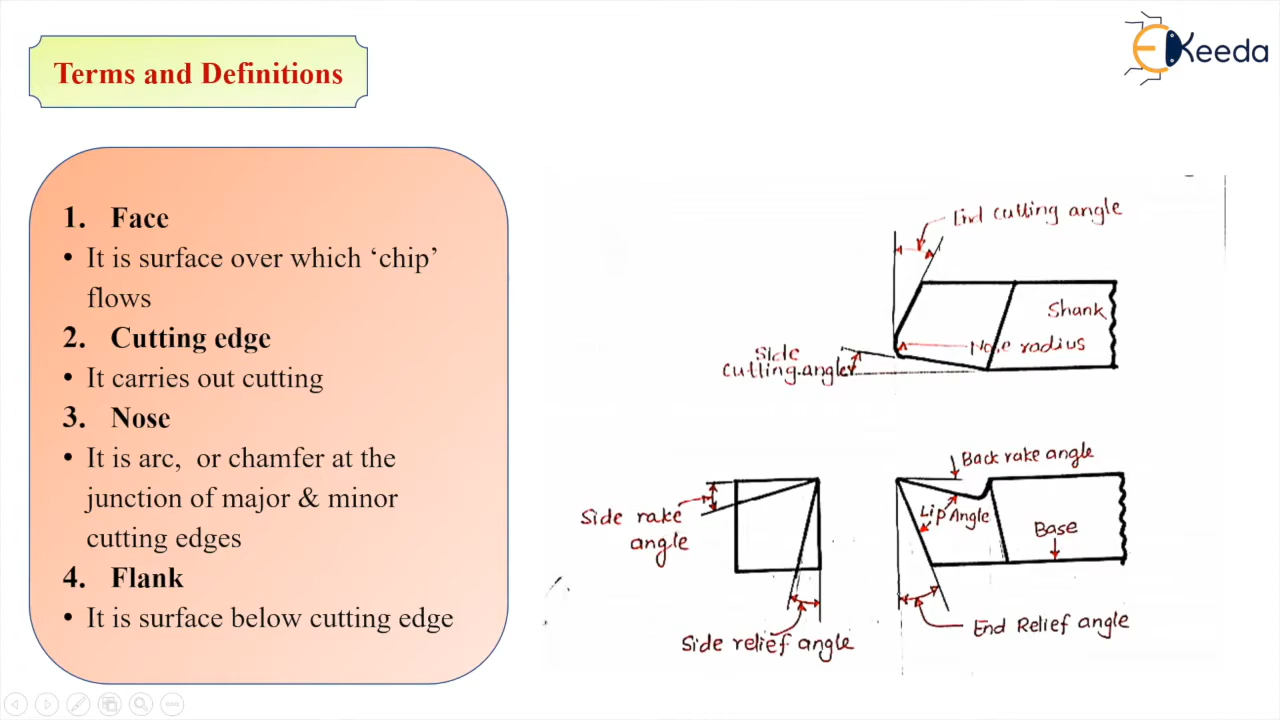 Terms and Definitions
EKeeda
1. Face
• It is surface over which ‘chip’
flows
2. Cutting edge
• It carries out cutting
3. Nose
• It is arc, or chamfer at the
junction of major & minor
cutting edges
4. Flank
• It is surface below cutting edge
End cutting angle
Shank
Nose radius
Side
cutting angle
Back rake angle
Side rake
angle
Lip Angle
Base
Side relief angle
End Relief angle